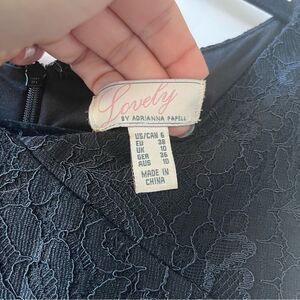 Lovely
BY ADRIANNA PAPELL
US/CAN 6
EU 38
UK 10
GER 36
AUS 10
MADE IN
CHINA